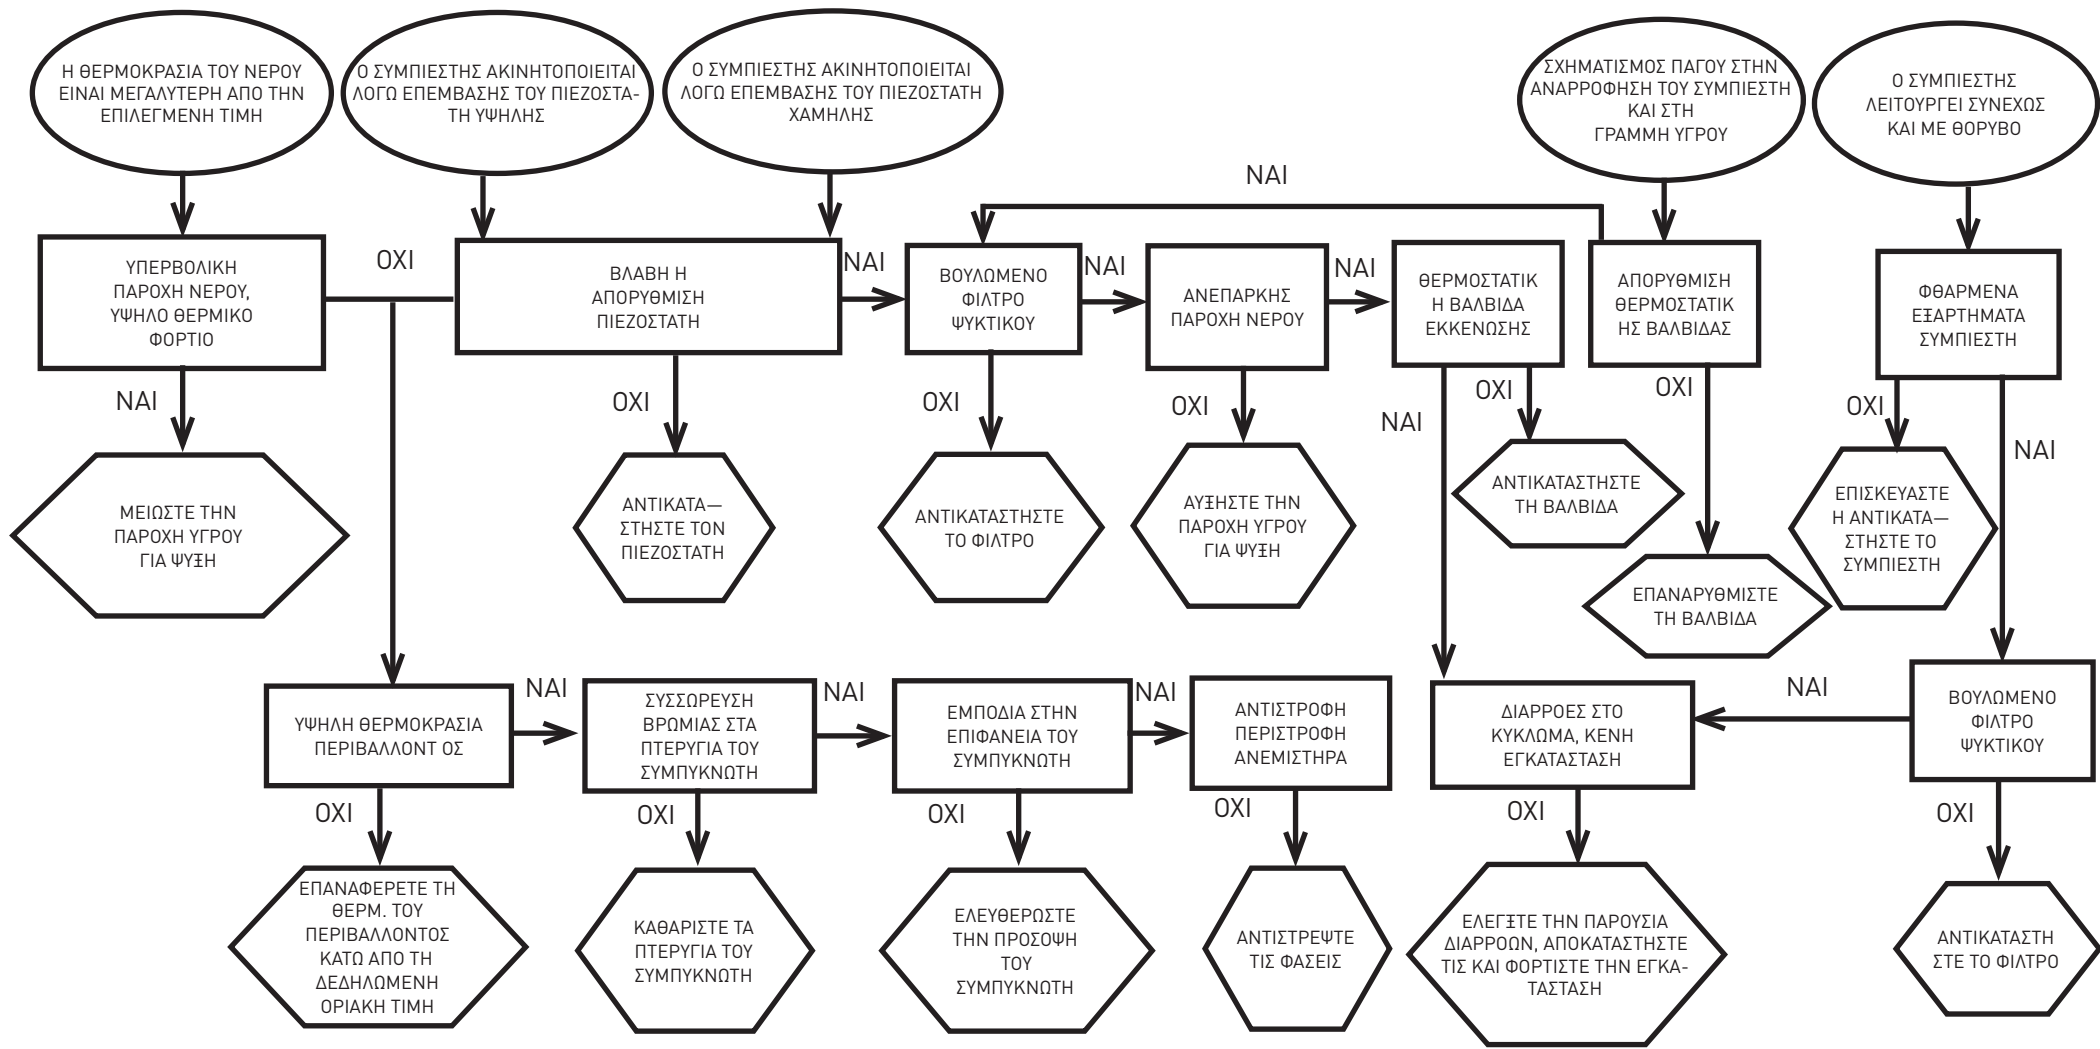 Η ΘΕΡΜΟΚΡΑΣΙΑ ΤΟΥ ΝΕΡΟΥ
ΕΙΝΑΙ ΜΕΓΑΛΥΤΕΡΗ ΑΠΟ ΤΗΝ
ΕΠΙΛΕΓΜΕΝΗ ΤΙΜΗ
Ο ΣΥΜΠΙΕΣΤΗΣ ΑΚΙΝΗΤΟΠΟΙΕΙΤΑΙ
ΛΟΓΩ ΕΠΕΜΒΑΣΗΣ ΤΟΥ ΠΙΕΖΟΣΤΑ-
ΤΗ ΥΨΗΛΗΣ
Ο ΣΥΜΠΙΕΣΤΗΣ ΑΚΙΝΗΤΟΠΟΙΕΙΤΑΙ
ΛΟΓΩ ΕΠΕΜΒΑΣΗΣ ΤΟΥ ΠΙΕΖΟΣΤΑΤΗ
ΧΑΜΗΛΗΣ
ΣΧΗΜΑΤΙΣΜΟΣ ΠΑΓΟΥ ΣΤΗΝ
ΑΝΑΡΡΟΦΗΣΗ ΤΟΥ ΣΥΜΠΙΕΣΤΗ
ΚΑΙ ΣΤΗ
ΓΡΑΜΜΗ ΥΓΡΟΥ
Ο ΣΥΜΠΙΕΣΤΗΣ
ΛΕΙΤΟΥΡΓΕΙ ΣΥΝΕΧΩΣ
ΚΑΙ ΜΕ ΘΟΡΥΒΟ
ΝΑΙ
ΥΠΕΡΒΟΛΙΚΗ
ΠΑΡΟΧΗ ΝΕΡΟΥ,
ΥΨΗΛΟ ΘΕΡΜΙΚΟ
ΦΟΡΤΙΟ
ΟΧΙ
ΒΛΑΒΗ Η
ΑΠΟΡΥΘΜΙΣΗ
ΠΙΕΖΟΣΤΑΤΗ
ΝΑΙ
ΒΟΥΛΩΜΕΝΟ
ΦΙΛΤΡΟ
ΨΥΚΤΙΚΟΥ
ΝΑΙ
ΑΝΕΠΑΡΚΗΣ
ΠΑΡΟΧΗ ΝΕΡΟΥ
ΝΑΙ
ΘΕΡΜΟΣΤΑΤΙΚ
Η ΒΑΛΒΙΔΑ
ΕΚΚΕΝΩΣΗΣ
ΑΠΟΡΥΘΜΙΣΗ
ΘΕΡΜΟΣΤΑΤΙΚ
ΗΣ ΒΑΛΒΙΔΑΣ
ΦΘΑΡΜΕΝΑ
ΕΞΑΡΤΗΜΑΤΑ
ΣΥΜΠΙΕΣΤΗ
ΝΑΙ
ΟΧΙ
ΟΧΙ
ΟΧΙ
ΝΑΙ
ΟΧΙ
ΟΧΙ
ΟΧΙ
ΝΑΙ
ΜΕΙΩΣΤΕ ΤΗΝ
ΠΑΡΟΧΗ ΥΓΡΟΥ
ΓΙΑ ΨΥΞΗ
ΑΝΤΙΚΑΤΑ—
ΣΤΗΣΤΕ ΤΟΝ
ΠΙΕΖΟΣΤΑΤΗ
ΑΝΤΙΚΑΤΑΣΤΗΣΤΕ
ΤΟ ΦΙΛΤΡΟ
ΑΥΞΗΣΤΕ ΤΗΝ
ΠΑΡΟΧΗ ΥΓΡΟΥ
ΓΙΑ ΨΥΞΗ
ΑΝΤΙΚΑΤΑΣΤΗΣΤΕ
ΤΗ ΒΑΛΒΙΔΑ
ΕΠΑΝΑΡΥΘΜΙΣΤΕ
ΤΗ ΒΑΛΒΙΔΑ
ΕΠΙΣΚΕΥΑΣΤΕ
Η ΑΝΤΙΚΑΤΑ—
ΣΤΗΣΤΕ ΤΟ
ΣΥΜΠΙΕΣΤΗ
ΥΨΗΛΗ ΘΕΡΜΟΚΡΑΣΙΑ
ΠΕΡΙΒΑΛΛΟΝΤ ΟΣ
ΝΑΙ
ΣΥΣΣΩΡΕΥΣΗ
ΒΡΩΜΙΑΣ ΣΤΑ
ΠΤΕΡΥΓΙΑ ΤΟΥ
ΣΥΜΠΥΚΝΩΤΗ
ΝΑΙ
ΕΜΠΟΔΙΑ ΣΤΗΝ
ΕΠΙΦΑΝΕΙΑ ΤΟΥ
ΣΥΜΠΥΚΝΩΤΗ
ΝΑΙ
ΑΝΤΙΣΤΡΟΦΗ
ΠΕΡΙΣΤΡΟΦΗ
ΑΝΕΜΙΣΤΗΡΑ
ΔΙΑΡΡΟΕΣ ΣΤΟ
ΚΥΚΛΩΜΑ, ΚΕΝΗ
ΕΓΚΑΤΑΣΤΑΣΗ
ΝΑΙ
ΒΟΥΛΩΜΕΝΟ
ΦΙΛΤΡΟ
ΨΥΚΤΙΚΟΥ
ΟΧΙ
ΟΧΙ
ΟΧΙ
ΟΧΙ
ΟΧΙ
ΟΧΙ
ΕΠΑΝΑΦΕΡΕΤΕ ΤΗ
ΘΕΡΜ. ΤΟΥ
ΠΕΡΙΒΑΛΛΟΝΤΟΣ
ΚΑΤΩ ΑΠΟ ΤΗ
ΔΕΔΗΛΩΜΕΝΗ
ΟΡΙΑΚΗ ΤΙΜΗ
ΚΑΘΑΡΙΣΤΕ ΤΑ
ΠΤΕΡΥΓΙΑ ΤΟΥ
ΣΥΜΠΥΚΝΩΤΗ
ΕΛΕΥΘΕΡΩΣΤΕ
ΤΗΝ ΠΡΟΣΟΨΗ
ΤΟΥ
ΣΥΜΠΥΚΝΩΤΗ
ΑΝΤΙΣΤΡΕΨΤΕ
ΤΙΣ ΦΑΣΕΙΣ
ΕΛΕΓΞΤΕ ΤΗΝ ΠΑΡΟΥΣΙΑ
ΔΙΑΡΡΟΩΝ, ΑΠΟΚΑΤΑΣΤΗΣΤΕ
ΤΙΣ ΚΑΙ ΦΟΡΤΙΣΤΕ ΤΗΝ ΕΓΚΑ-
ΤΑΣΤΑΣΗ
ΑΝΤΙΚΑΤΑΣΤΗ
ΣΤΕ ΤΟ ΦΙΛΤΡΟ